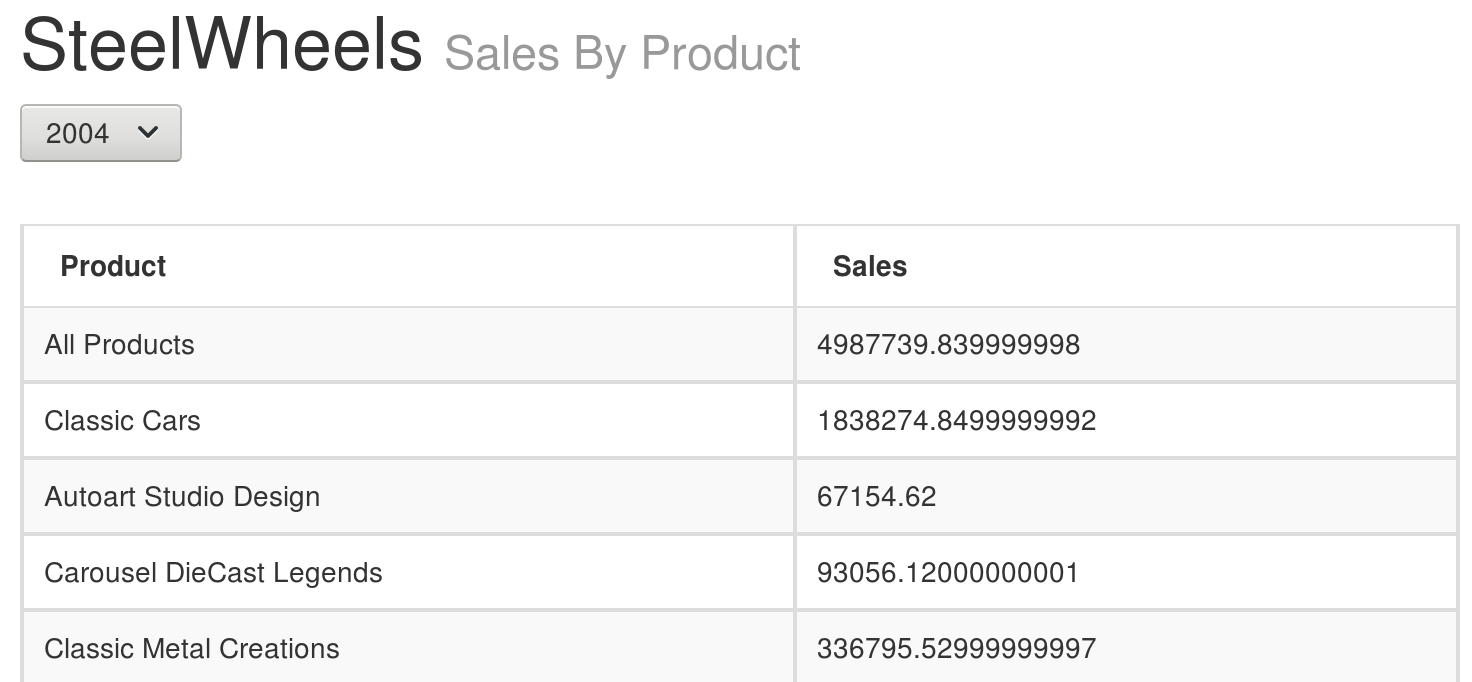 SteelWheels Sales By Product
2004
Product Sales
All Products 4987739.839999998
Classic Cars 1838274.8499999992
Autoart Studio Design 67154.62
Carousel DieCast Legends 93056.12000000001
Classic Metal Creations 336795.52999999997